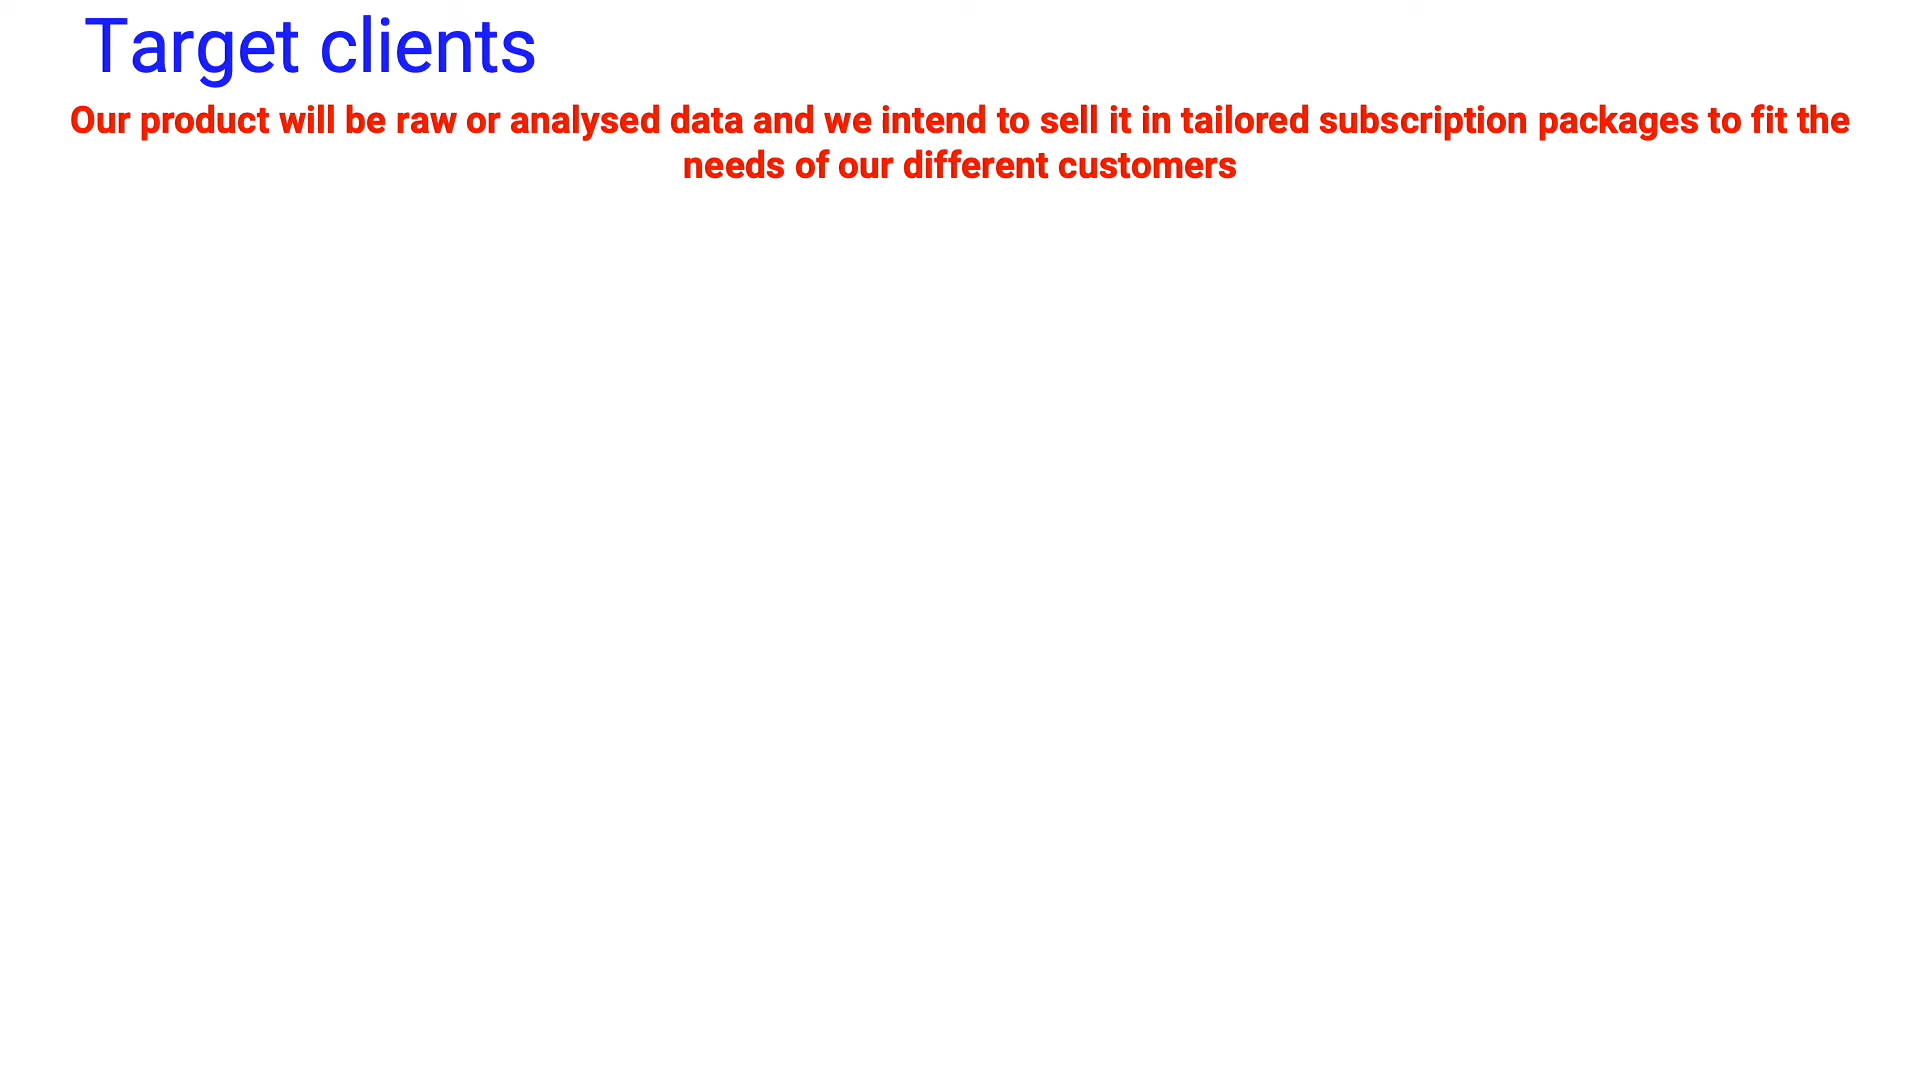 Target clients
Our product will be raw or analysed data and we intend to sell it in tailored subscription packages to fit the
needs of our different customers